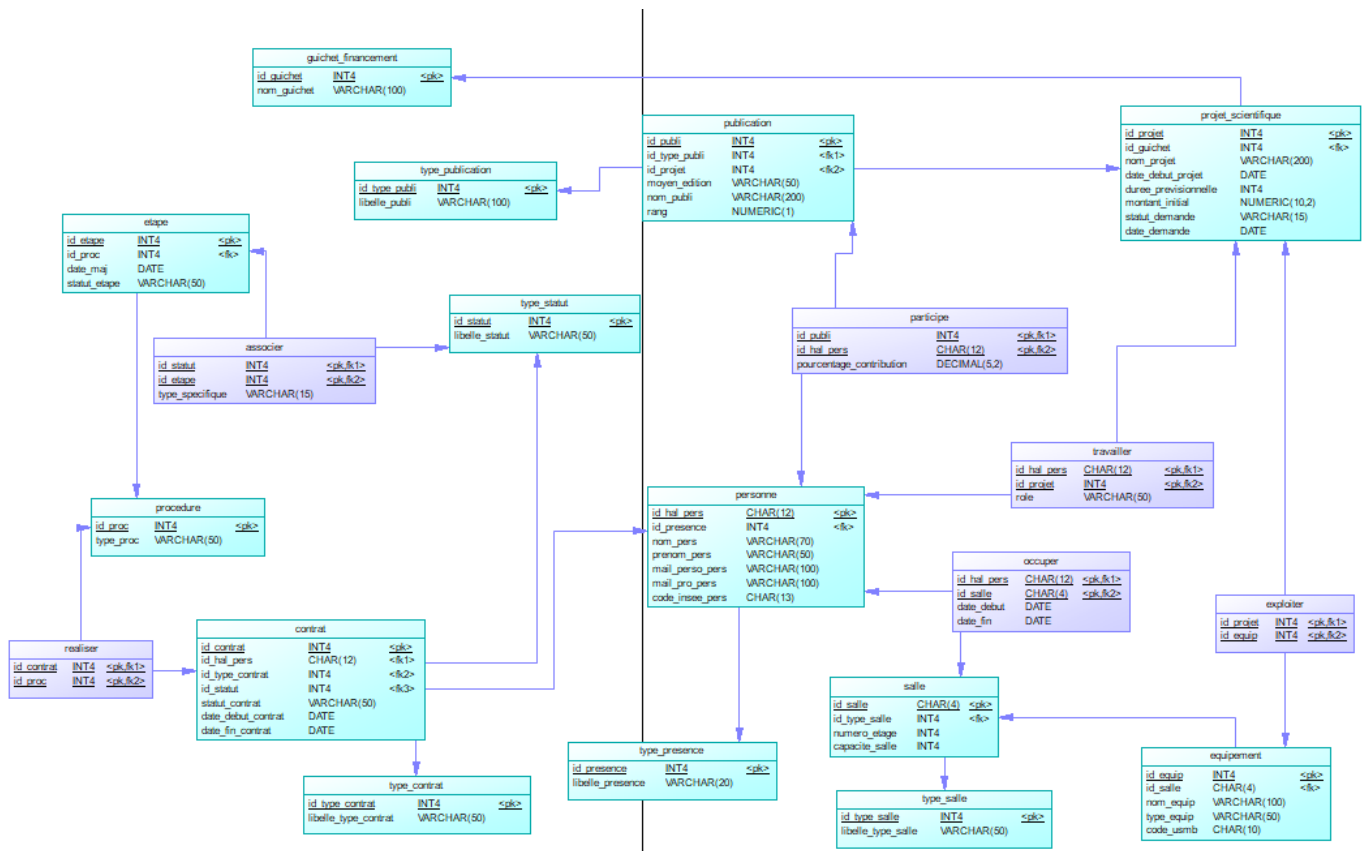 guichet_financement
id_guichet INT4 <pk>
nom_guichet VARCHAR(100)
projet_scientifique
id_projet INT4 <pk>
id_guichet INT4 <fk>
nom_projet VARCHAR(200)
date_debut_projet DATE
duree_previsionnelle INT4
montant_initial NUMERIC(10,2)
statut_demande VARCHAR(15)
date_demande DATE
publication
id_publi INT4 <pk>
id_type_publi INT4 <fk1>
id_projet INT4 <fk2>
moyen_edition VARCHAR(50)
nom_publi VARCHAR(200)
rang NUMERIC(1)
type_publication
id_type_publi INT4 <pk>
libelle_publi VARCHAR(100)
etape
id_etape INT4 <pk>
id_proc INT4 <fk>
date_maj DATE
statut_etape VARCHAR(50)
type_statut
id_statut INT4 <pk>
libelle_statut VARCHAR(50)
participe
id_publi INT4 <pk,fk1>
id_hal_pers CHAR(12) <pk,fk2>
pourcentage_contribution DECIMAL(5,2)
associer
id_statut INT4 <pk,fk1>
id_etape INT4 <pk,fk2>
type_specifique VARCHAR(15)
travailler
id_hal_pers CHAR(12) <pk,fk1>
id_projet INT4 <pk,fk2>
role VARCHAR(50)
procedure
id_proc INT4 <pk>
type_proc VARCHAR(50)
personne
id_hal_pers CHAR(12) <pk>
id_presence INT4 <fk>
nom_pers VARCHAR(70)
prenom_pers VARCHAR(50)
mail_perso_pers VARCHAR(100)
mail_pro_pers VARCHAR(100)
code_insee_pers CHAR(13)
occuper
id_hal_pers CHAR(12) <pk,fk1>
id_salle CHAR(4) <pk,fk2>
date_debut DATE
date_fin DATE
exploiter
id_projet INT4 <pk,fk1>
id_equip INT4 <pk,fk2>
realiser
id_contrat INT4 <pk,fk1>
id_proc INT4 <pk,fk2>
contrat
id_contrat INT4 <pk>
id_hal_pers CHAR(12) <fk1>
id_type_contrat INT4 <fk2>
id_statut INT4 <fk3>
statut_contrat VARCHAR(50)
date_debut_contrat DATE
date_fin_contrat DATE
salle
id_salle CHAR(4) <pk>
id_type_salle INT4 <fk>
numero_etage INT4
capacite_salle INT4
type_presence
id_presence INT4 <pk>
libelle_presence VARCHAR(20)
equipement
id_equip INT4 <pk>
id_salle CHAR(4) <fk>
nom_equip VARCHAR(100)
type_equip VARCHAR(50)
code_usmb CHAR(10)
type_contrat
id_type_contrat INT4 <pk>
libelle_type_contrat VARCHAR(50)
type_salle
id_type_salle INT4 <pk>
libelle_type_salle VARCHAR(50)